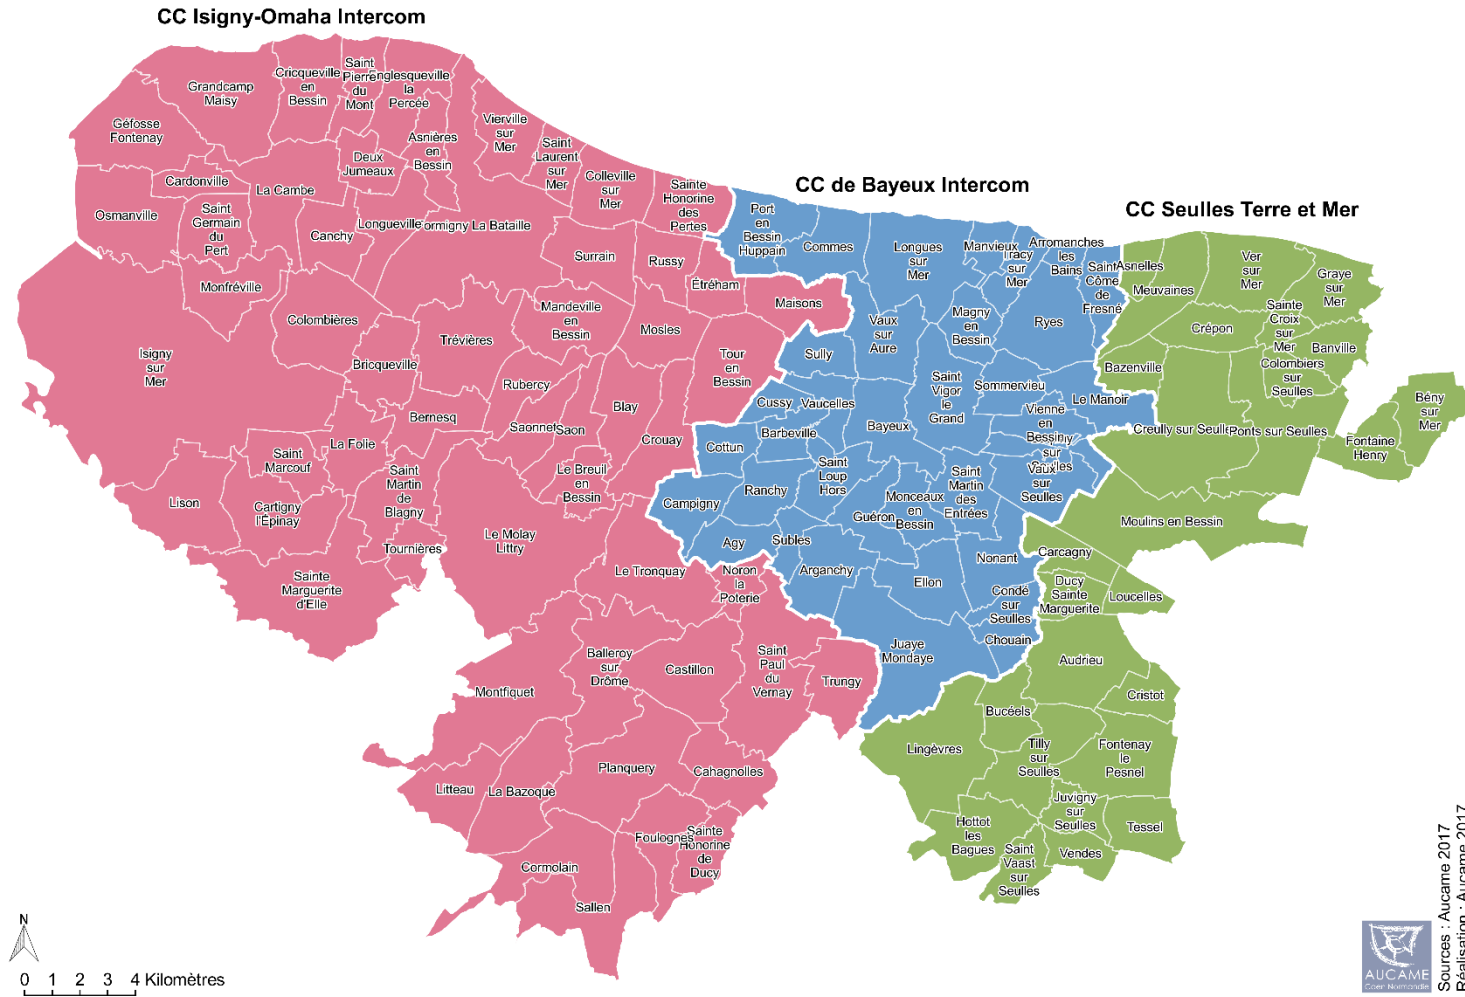 CC Isigny-Omaha Intercom
CC de Bayeux Intercom
CC Seulles Terre et Mer
Grandcamp
Maisy
Cricqueville
en
Bessin
Saint
Pierre
du
Mont
nglesqueville
la
Percée
Géfosse
Fontenay
Vierville
sur
Mer
Asnières
en
Bessin
Saint
Laurent
sur
Mer
Deux
Jumeaux
Colleville
sur
Mer
Sainte
Honorine
des
Pertes
Cardonville
La Cambe
Osmanville
Saint
Germain
du
Pert
Canchy
Longueville
ormigny La Bataille
Surrain
Russy
Étréham
Maisons
Monfréville
Colombières
Mandeville
en
Bessin
Mosles
Trévières
Isigny
sur
Mer
Bricqueville
Tour
en
Bessin
Rubercy
Blay
Bernesq
Saonnet
Saon
Crouay
La Folie
Saint
Marcouf
Le Breuil
en
Bessin
Saint
Martin
de
Blagny
Lison
Cartigny
l'Épinay
Le Molay
Littry
Tournières
Le Tronquay
Noron
la
Poterie
Sainte
Marguerite
d'Elle
Balleroy
sur
Drôme
Castillon
Saint
Paul
du
Vernay
Trungy
Montfiquet
Planquery
Cahagnolles
Litteau
La Bazoque
Foulognes
Sainte
Honorine
de
Ducy
Cormolain
Sallen
Port
en
Bessin
Huppain
Commes
Longues
sur
Mer
Manvieux
Tracy
sur
Mer
Arromanches
les
Bains
Saint
Côme
de
Fresné
Vaux
sur
Aure
Magny
en
Bessin
Ryes
Sully
Saint
Vigor
le
Grand
Sommervieu
Cussy
Vaucelles
Le Manoir
Bayeux
Barbeville
Vienne
en
Bessin
sur
Vaux
sur
Seulles
Cottun
Saint
Loup
Hors
Ranchy
Saint
Martin
des
Entrées
Monceaux
en
Bessin
Guéron
Campigny
Agy
Subles
Arganchy
Nonant
Ellon
Condé
sur
Seulles
Chouain
Juaye
Mondaye
Asnelles
Meuvaines
Ver
sur
Mer
Graye
sur
Mer
Sainte
Croix
sur
Mer
Crépon
Banville
Bazenville
Colombiers
sur
Seulles
Bény
sur
Mer
Creully sur Seulle
Ponts sur Seulles
Fontaine
Henry
Moulins en Bessin
Carcagny
Ducy
Sainte
Marguerite
Loucelles
Audrieu
Cristot
Bucéels
Lingèvres
Tilly
sur
Seulles
Fontenay
le
Pesnel
Juvigny
sur
Seulles
Tessel
Hottot
les
Bagues
Saint
Vaast
sur
Seulles
Vendes
N
0 1 2 3 4 Kilomètres
AUCAME
Caen Normandie
Sources : Aucame 2017
Réalisation : Aucame 2017